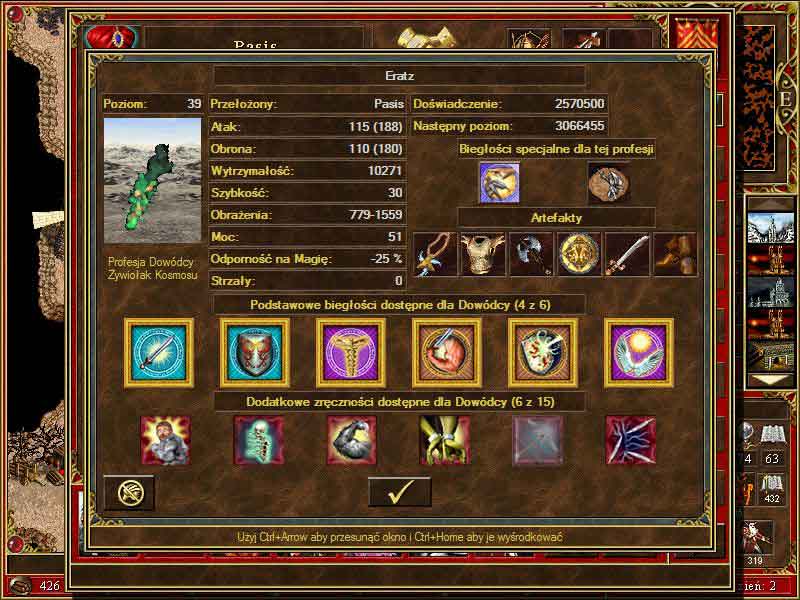 Pasis
Eratz
Poziom: 39
Przełożony: Pasis
Doświadczenie: 2570500
Atak: 115 (188)
Następny poziom: 3066455
Obrona: 110 (180)
Biegłości specjalne dla tej profesji
Wytrzymałość: 10271
Szybkość: 30
Obrażenia: 779-1559
Artefakty
Moc: 51
Odporność na Magię: -25 %
Strzały: 0
Profesja Dowódcy:
Żywiołak Kosmosu
Podstawowe biegłości dostępne dla Dowódcy (4 z 6)
Dodatkowe zręczności dostępne dla Dowódcy (6 z 15)
Użyj Ctrl+Arrow aby przesunąć okno i Ctrl+Home aby je wyśrodkować
E
4
63
432
319
426
ień: 2